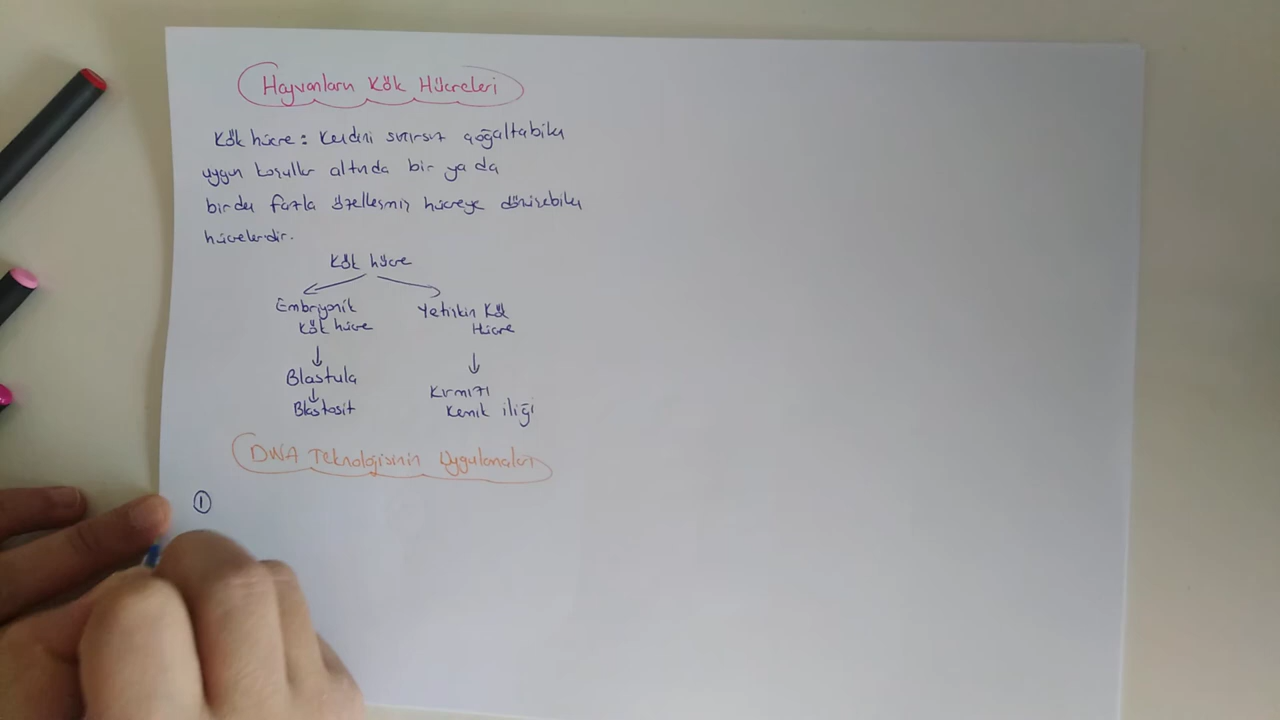 Hayvanların Kök Hücreleri
Kök hücre: Kendini sınırsız çoğaltabilen
uygun koşullar altında bir ya da
birden fazla özelleşmiş hücreye dönüşebilen
hücrelerdir.
Kök hücre
Embriyonik
Kök hücre
Yetişkin Kök
Hücre
Blastula
Blastosit
Kırmızı
Kemik iliği
DNA Teknolojisinin Uygulamaları
1